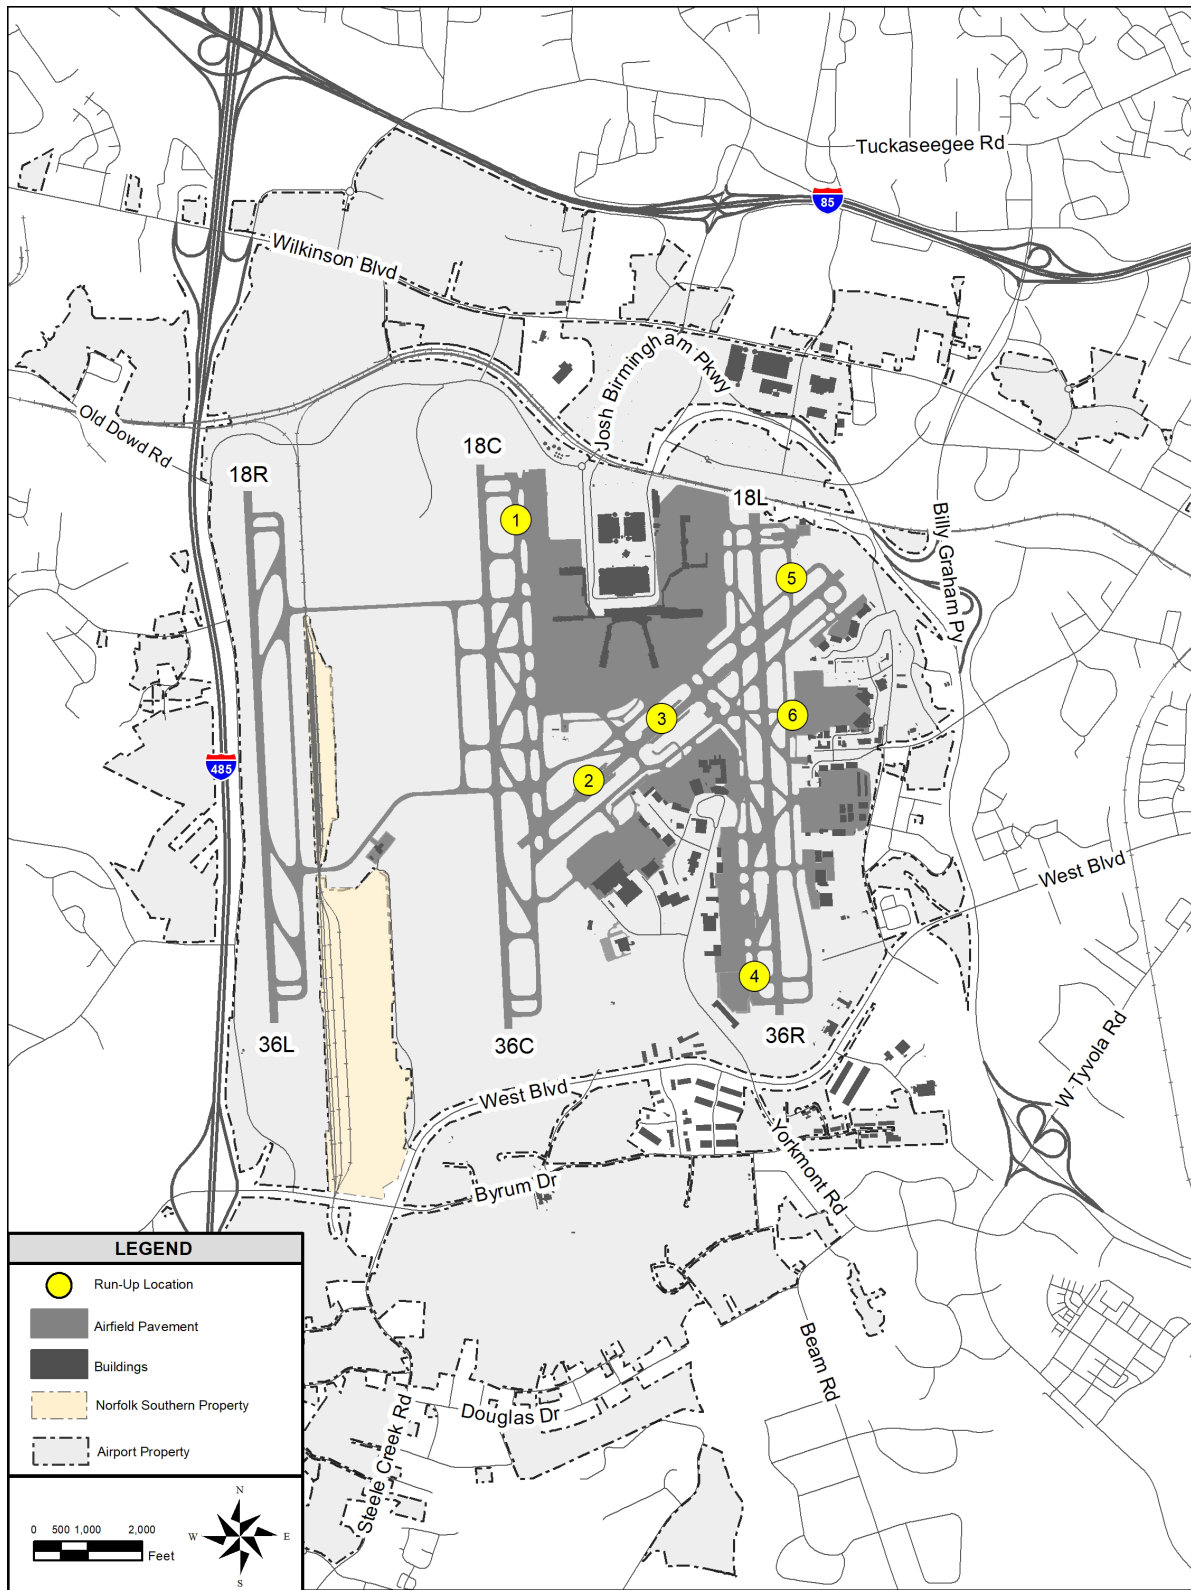 Tuckaseegee Rd
85
Wilkinson Blvd
Josh Birmingham Pkwy
Old Dowd Rd
18C
18R
18L
1
Billy Graham Py
5
3
6
485
2
West Blvd
4
36L
36C
36R
W Tyvola Rd
West Blvd
Byrum Dr
Yorkmont Rd
Beam Rd
Douglas Dr
Steele Creek Rd
LEGEND
Run-Up Location
Airfield Pavement
Buildings
Norfolk Southern Property
Airport Property
N
W E
S
0 500 1,000 2,000
Feet